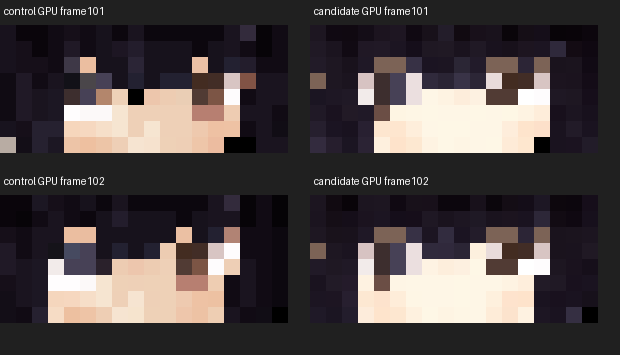 control GPU frame101
candidate GPU frame101
control GPU frame102
candidate GPU frame102